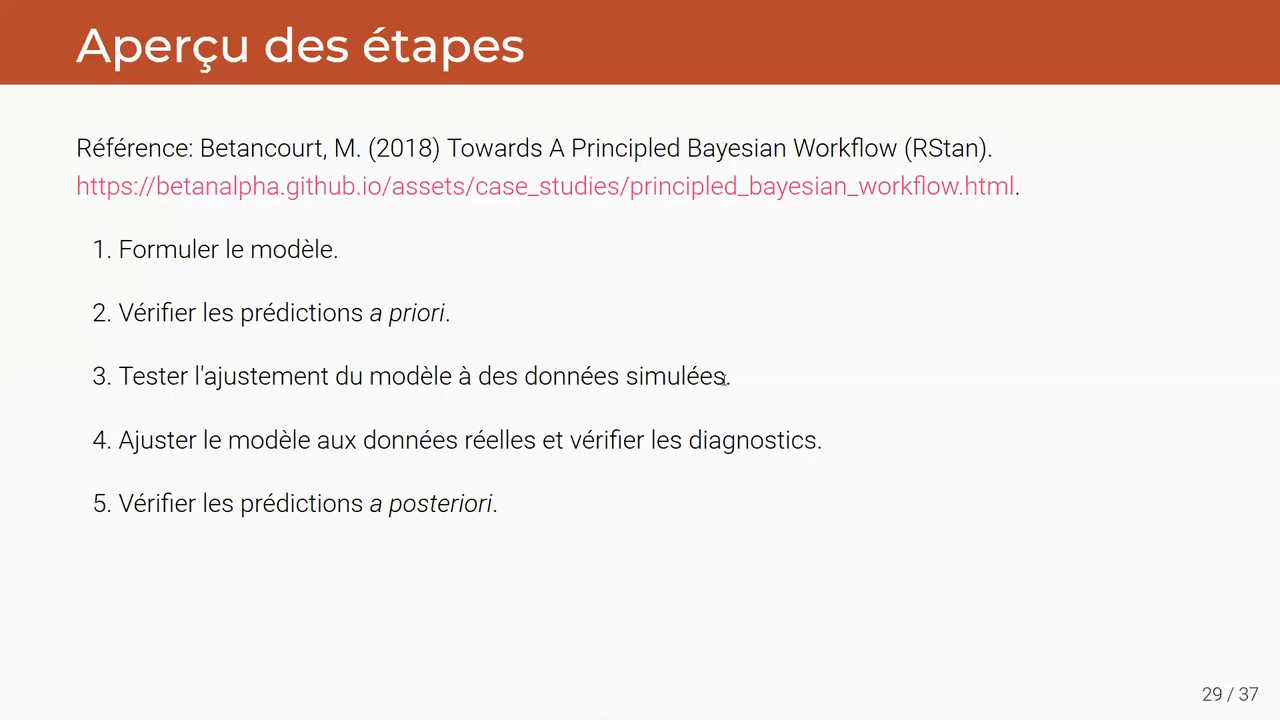 Aperçu des étapes
Référence: Betancourt, M. (2018) Towards A Principled Bayesian Workflow (RStan).
https://betanalpha.github.io/assets/case_studies/principled_bayesian_workflow.html.
1. Formuler le modèle.
2. Vérifier les prédictions a priori.
3. Tester l'ajustement du modèle à des données simulées.
4. Ajuster le modèle aux données réelles et vérifier les diagnostics.
5. Vérifier les prédictions a posteriori.
29 / 37